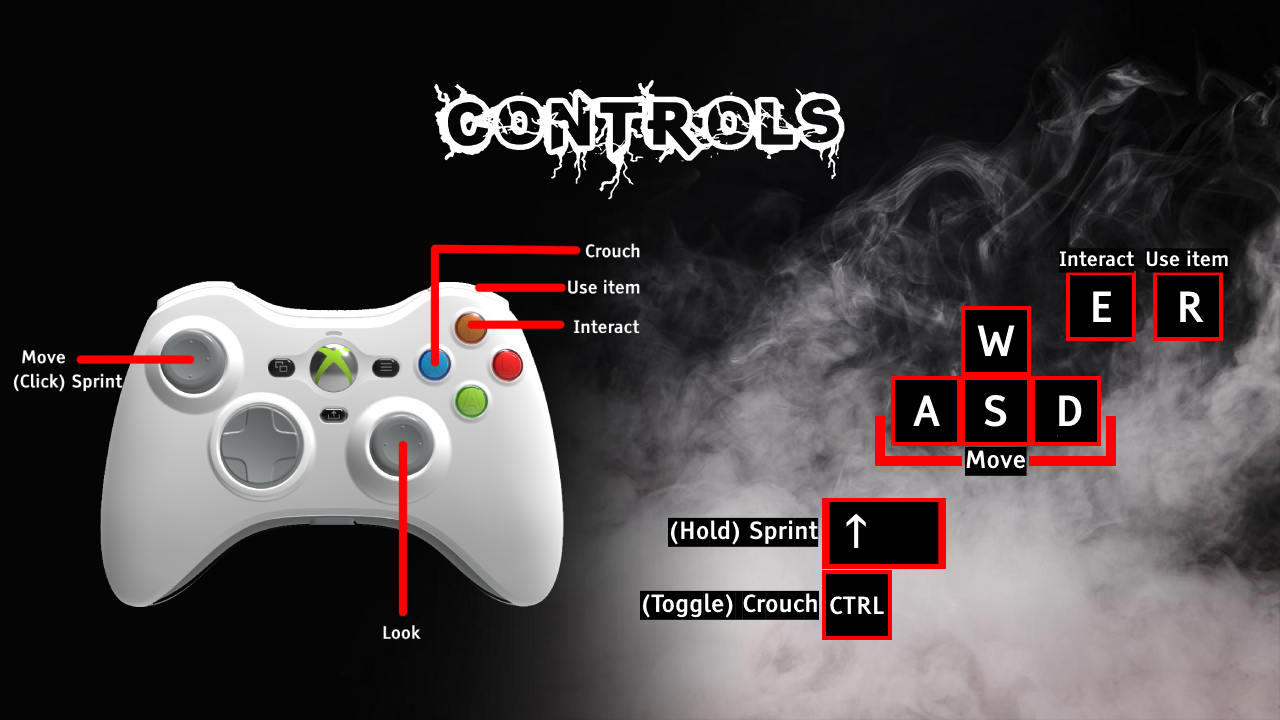 CONTROLS
Crouch
Use item
Interact
Move
(Click) Sprint
A
Look
Interact Use item
E R
W
A S D
Move
(Hold) Sprint ↑
(Toggle) Crouch CTRL